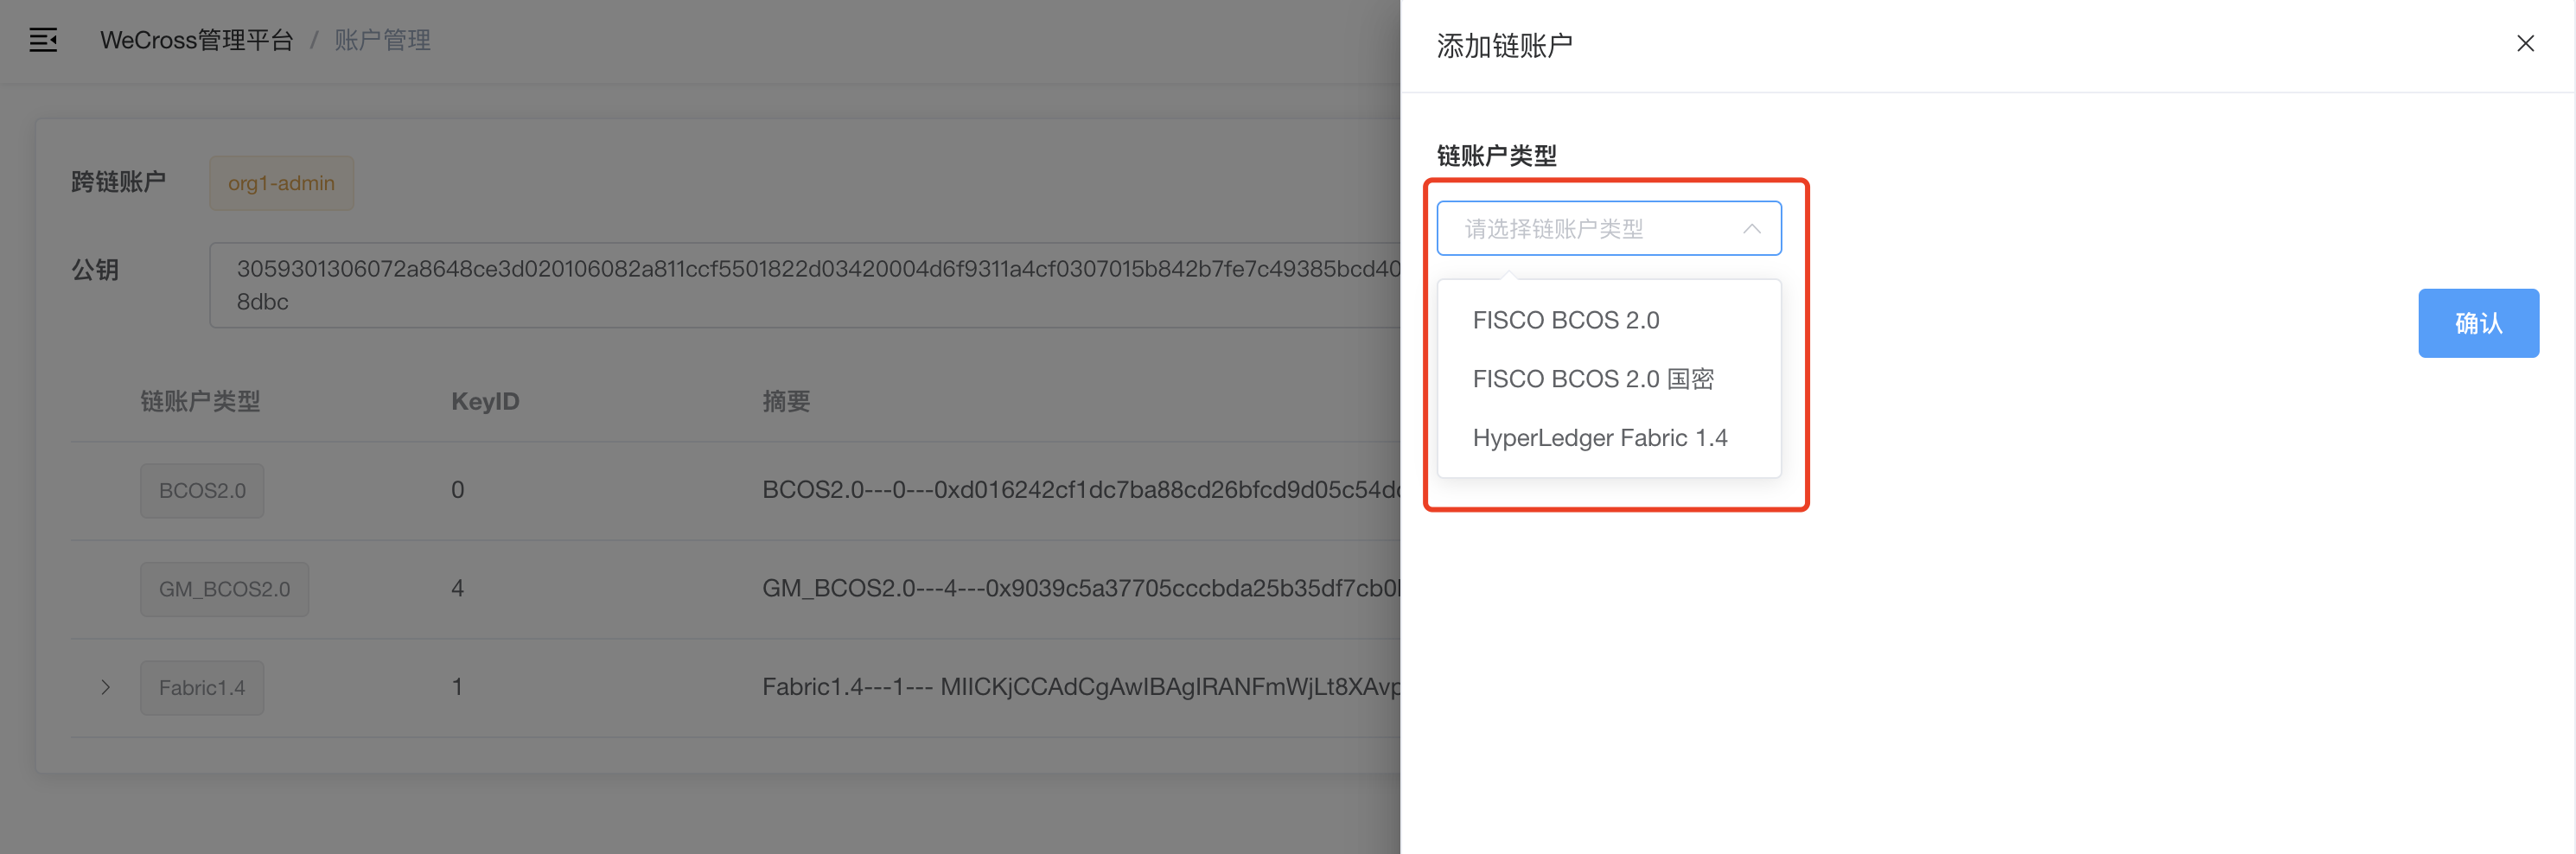 WeCross管理平台 / 账户管理
跨链账户 org1-admin
公钥 3059301306072a8648ce3d020106082a811ccf5501822d03420004d6f9311a4cf0307015b842b7fe7c49385bcd40
8dbc
链账户类型 KeyID 摘要
BCOS2.0 0 BCOS2.0---0---0xd016242cf1dc7ba88cd26bfcd9d05c54d
GM_BCOS2.0 4 GM_BCOS2.0---4---0x9039c5a37705cccbda25b35df7cb0
Fabric1.4 1 Fabric1.4---1--- MIICKjCCAdCgAwIBAgIRANFmWjLt8XAvp
添加链账户
链账户类型
请选择链账户类型
FISCO BCOS 2.0
FISCO BCOS 2.0 国密
HyperLedger Fabric 1.4
确认